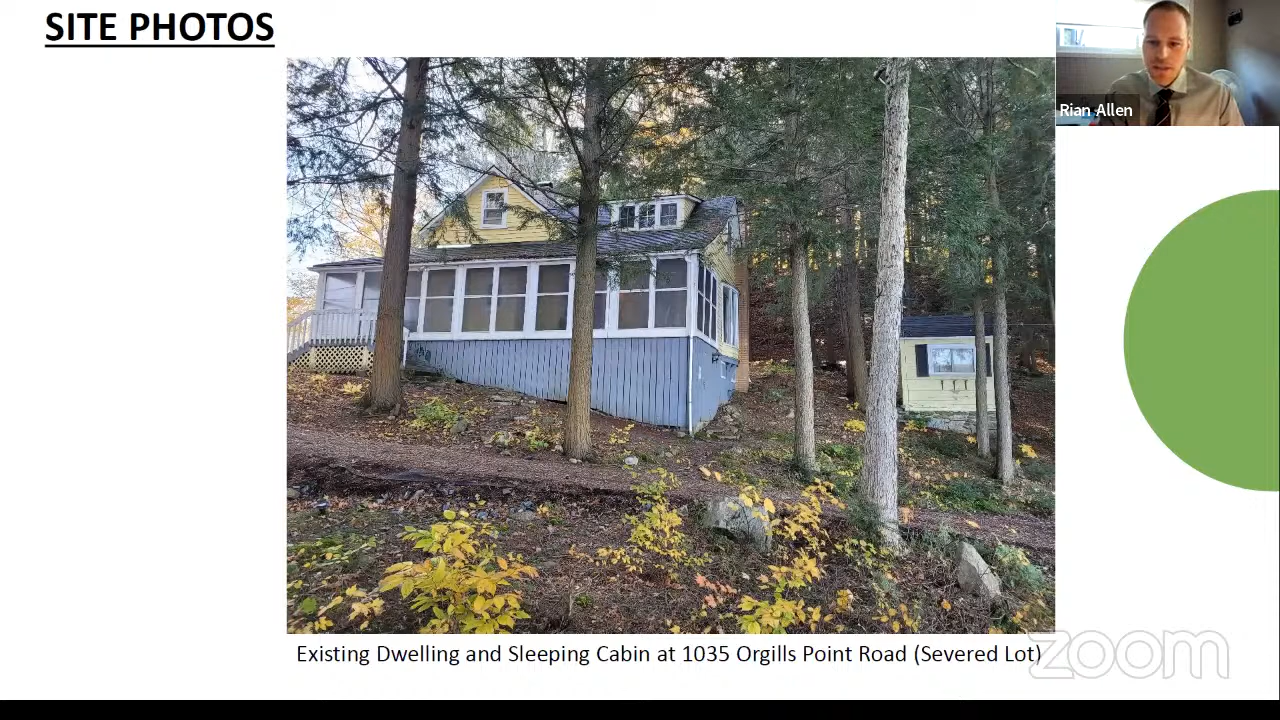 SITE PHOTOS
Rian Allen
Existing Dwelling and Sleeping Cabin at 1035 Orgills Point Road (Severed Lot)
zoom